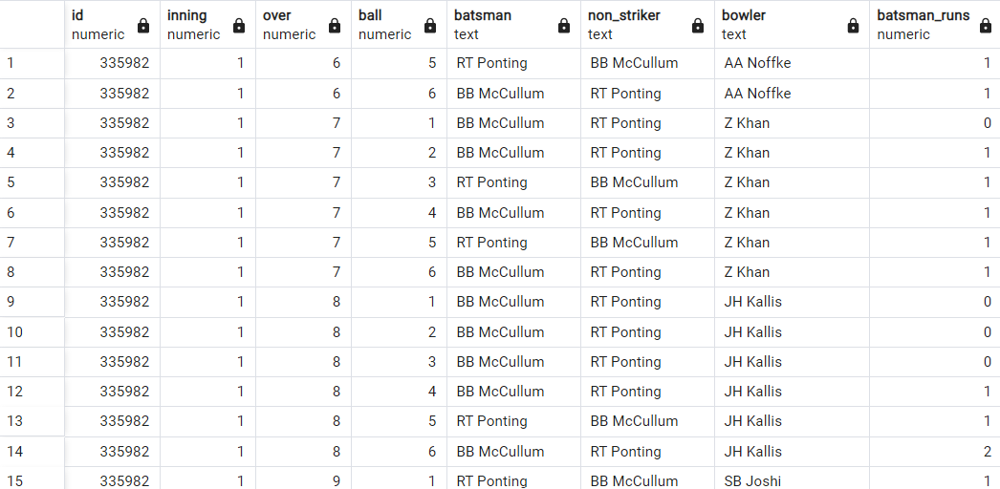 id inning over ball batsman non_striker bowler batsman_runs
numeric numeric numeric numeric text text text numeric
1 335982 1 6 5 RT Ponting BB McCullum AA Noffke 1
2 335982 1 6 6 BB McCullum RT Ponting AA Noffke 1
3 335982 1 7 1 BB McCullum RT Ponting Z Khan 0
4 335982 1 7 2 BB McCullum RT Ponting Z Khan 1
5 335982 1 7 3 RT Ponting BB McCullum Z Khan 1
6 335982 1 7 4 BB McCullum RT Ponting Z Khan 1
7 335982 1 7 5 RT Ponting BB McCullum Z Khan 1
8 335982 1 7 6 BB McCullum RT Ponting Z Khan 1
9 335982 1 8 1 BB McCullum RT Ponting JH Kallis 0
10 335982 1 8 2 BB McCullum RT Ponting JH Kallis 0
11 335982 1 8 3 BB McCullum RT Ponting JH Kallis 0
12 335982 1 8 4 BB McCullum RT Ponting JH Kallis 1
13 335982 1 8 5 RT Ponting BB McCullum JH Kallis 1
14 335982 1 8 6 BB McCullum RT Ponting JH Kallis 2
15 335982 1 9 1 RT Ponting BB McCullum SB Joshi 1